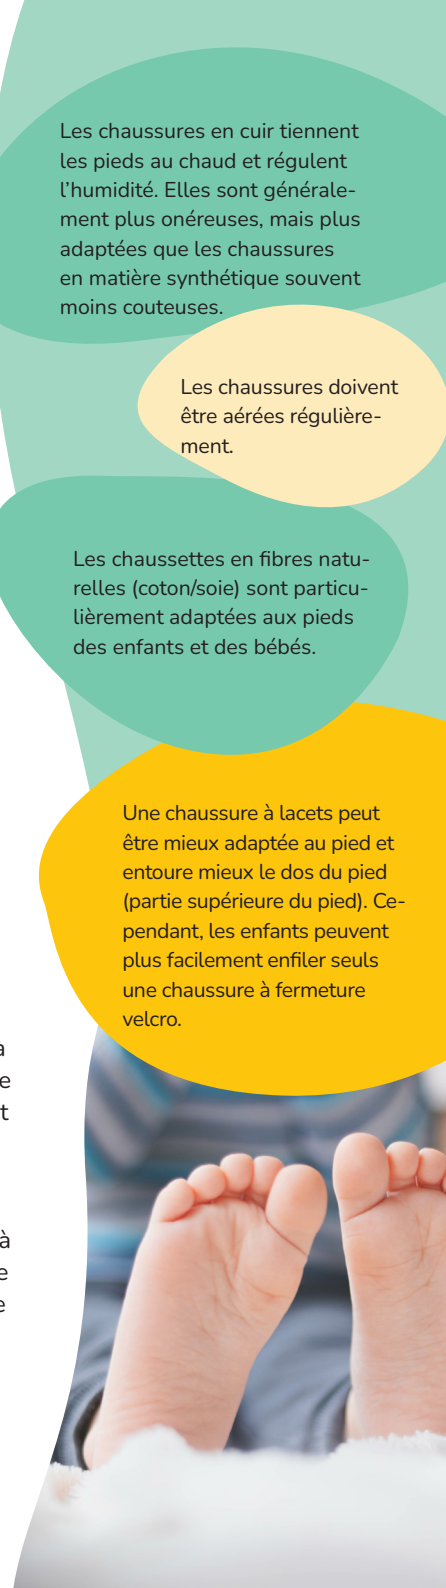 Les chaussures en cuir tiennent
les pieds au chaud et régulent
l'humidité. Elles sont générale-
ment plus onéreuses, mais plus
adaptées que les chaussures
en matière synthétique souvent
moins couteuses.
Les chaussures doivent
être aérées régulière-
ment.
Les chaussettes en fibres natu-
relles (coton/soie) sont particu-
lièrement adaptées aux pieds
des enfants et des bébés.
Une chaussure à lacets peut
être mieux adaptée au pied et
entoure mieux le dos du pied
(partie supérieure du pied). Ce-
pendant, les enfants peuvent
plus facilement enfiler seuls
une chaussure à fermeture
velcro.
à